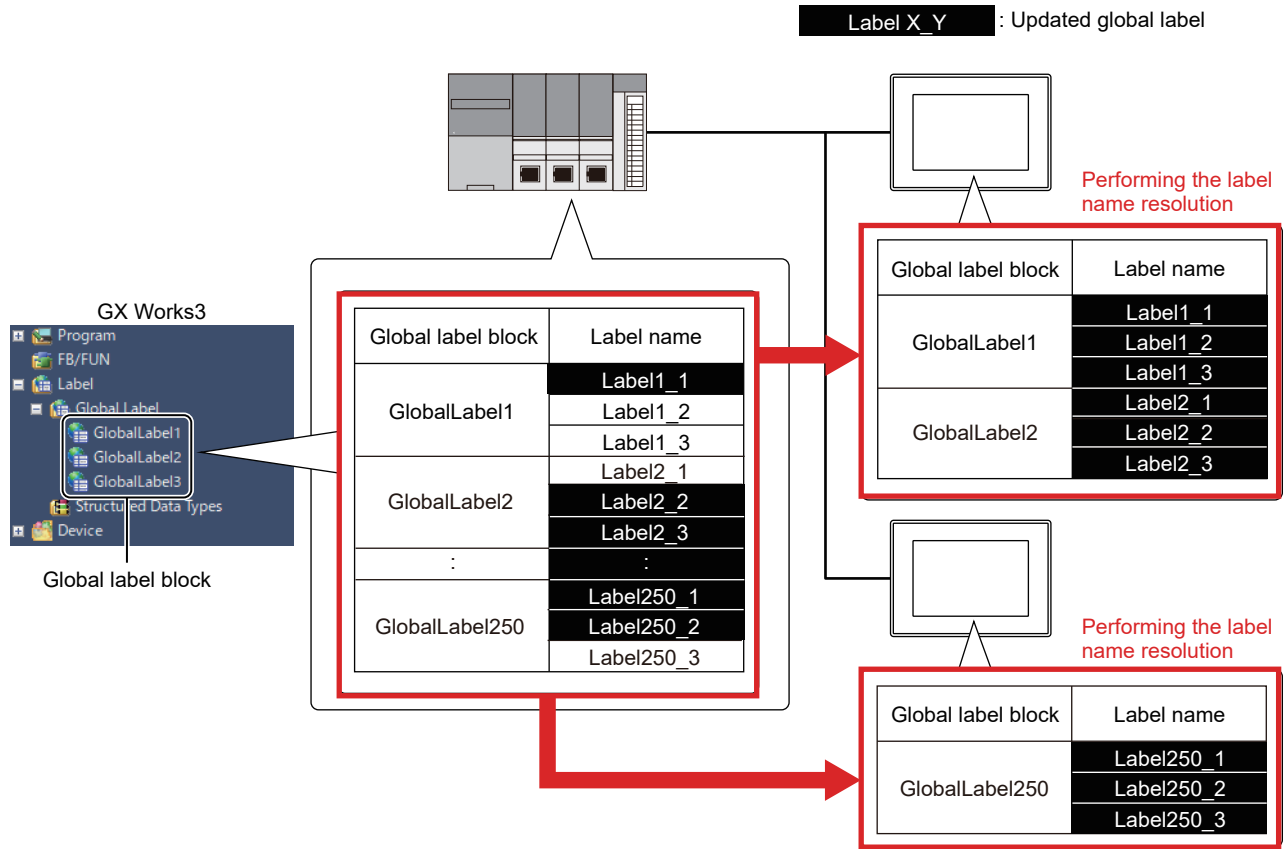 Label X_Y : Updated global label
GX Works3
Program
FB/FUN
Label
Global Label
GlobalLabel1
GlobalLabel2
GlobalLabel3
Structured Data Types
Device
Global label block
Global label block Label name
GlobalLabel1
Label1_1
Label1_2
Label1_3
GlobalLabel2
Label2_1
Label2_2
Label2_3
: :
GlobalLabel250
Label250_1
Label250_2
Label250_3
Performing the label
name resolution
Global label block Label name
GlobalLabel1
Label1_1
Label1_2
Label1_3
GlobalLabel2
Label2_1
Label2_2
Label2_3
Performing the label
name resolution
Global label block Label name
GlobalLabel250
Label250_1
Label250_2
Label250_3